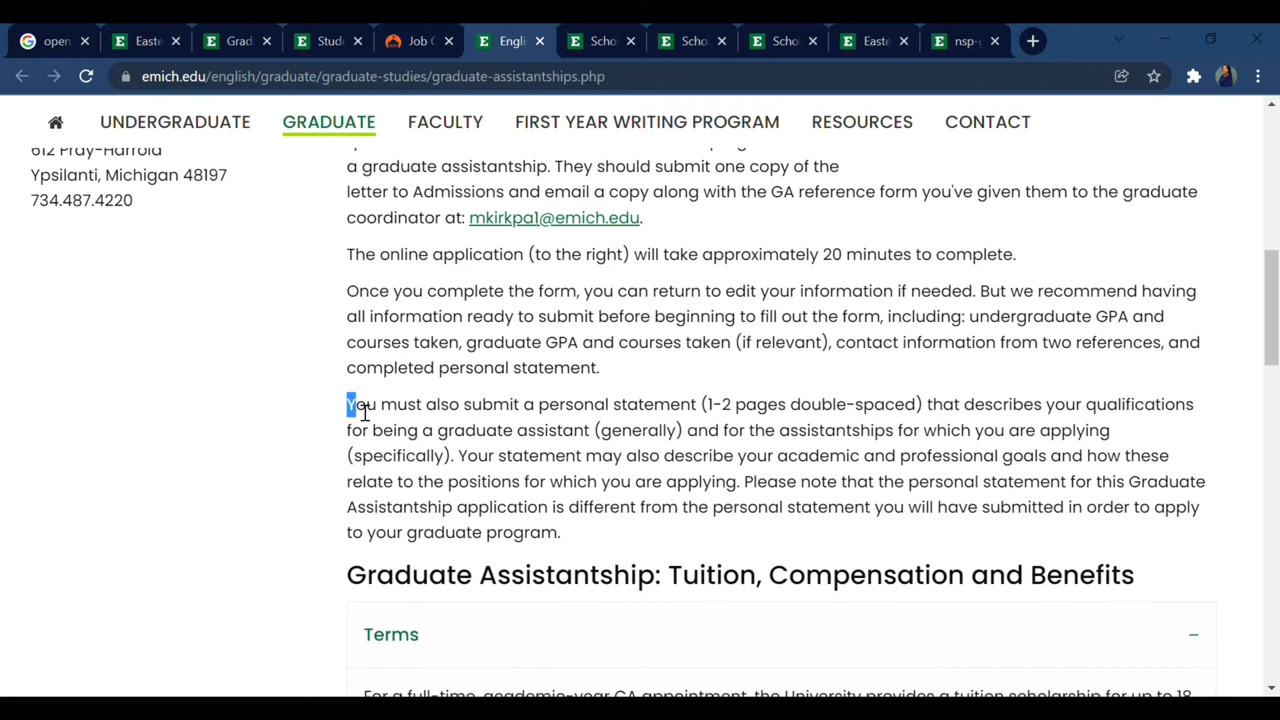 open
Easte
Grad
Stude
Job C
Engli
Schol
Schol
Schol
Easte
nsp-g
emich.edu/english/graduate/graduate-studies/graduate-assistantships.php
UNDERGRADUATE GRADUATE FACULTY FIRST YEAR WRITING PROGRAM RESOURCES CONTACT
612 Pray-Harrold
Ypsilanti, Michigan 48197
734.487.4220
a graduate assistantship. They should submit one copy of the
letter to Admissions and email a copy along with the GA reference form you've given them to the graduate
coordinator at: mkirkpa1@emich.edu.
The online application (to the right) will take approximately 20 minutes to complete.
Once you complete the form, you can return to edit your information if needed. But we recommend having
all information ready to submit before beginning to fill out the form, including: undergraduate GPA and
courses taken, graduate GPA and courses taken (if relevant), contact information from two references, and
completed personal statement.
You must also submit a personal statement (1-2 pages double-spaced) that describes your qualifications
for being a graduate assistant (generally) and for the assistantships for which you are applying
(specifically). Your statement may also describe your academic and professional goals and how these
relate to the positions for which you are applying. Please note that the personal statement for this Graduate
Assistantship application is different from the personal statement you will have submitted in order to apply
to your graduate program.
Graduate Assistantship: Tuition, Compensation and Benefits
Terms
For a full-time, academic-year GA appointment, the University provides a tuition scholarship for up to 18